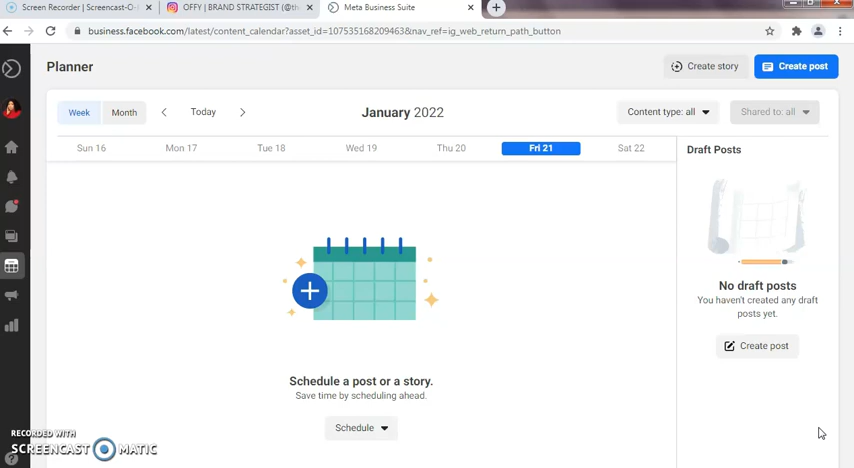 Screen Recorder | Screencast-O-
OFFY | BRAND STRATEGIST (@th
Meta Business Suite
business.facebook.com/latest/content_calendar?asset_id=107535168209463&nav_ref=ig_web_return_path_button
Planner
Create story
Create post
Week
Month
Today
January 2022
Content type: all
Shared to: all
Sun 16
Mon 17
Tue 18
Wed 19
Thu 20
Fri 21
Sat 22
Draft Posts
No draft posts
You haven't created any draft
posts yet.
Create post
Schedule a post or a story.
Save time by scheduling ahead.
Schedule
RECORDED WITH
SCREENCAST MATIC